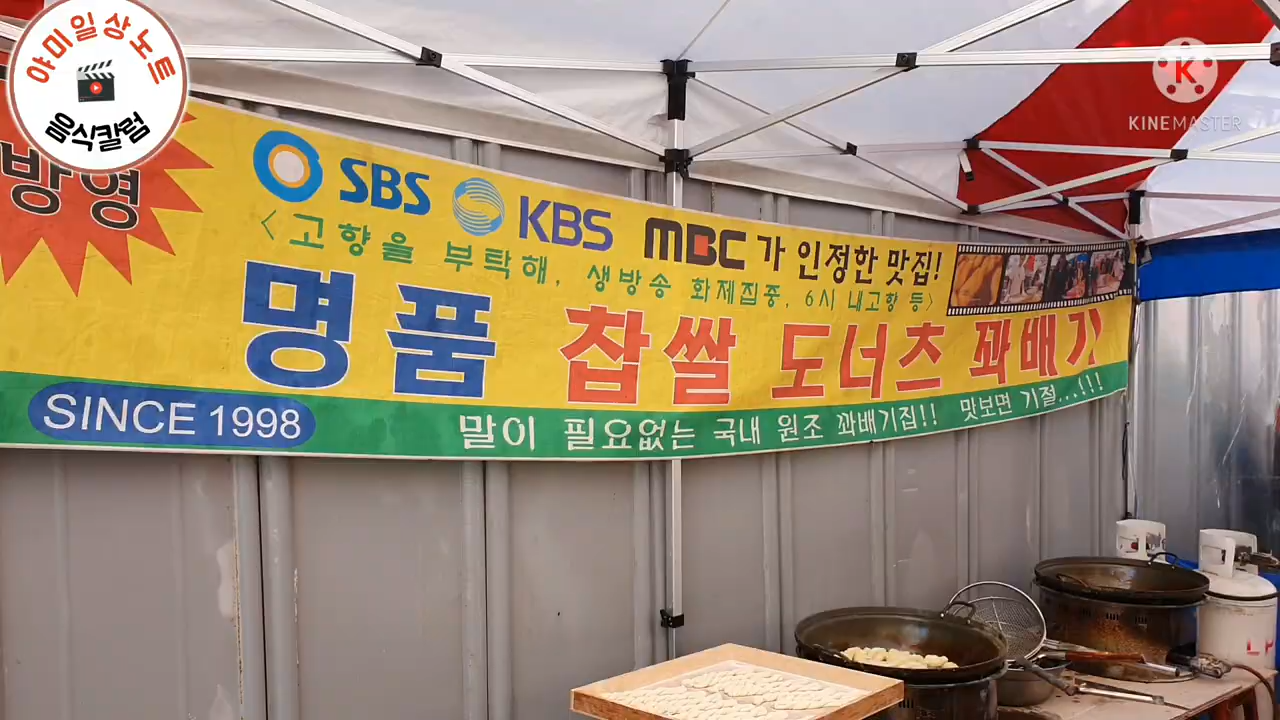 야미일상노트
음식칼럼
KINEMASTER
방영
SBS KBS MBC가 인정한 맛집!
<고향을 부탁해, 생방송 화제집중, 6시 내고향 등>
명품 찹쌀 도너츠 꽈배기
SINCE 1998
말이 필요없는 국내 원조 꽈배기집!! 맛보면 기절...!!!